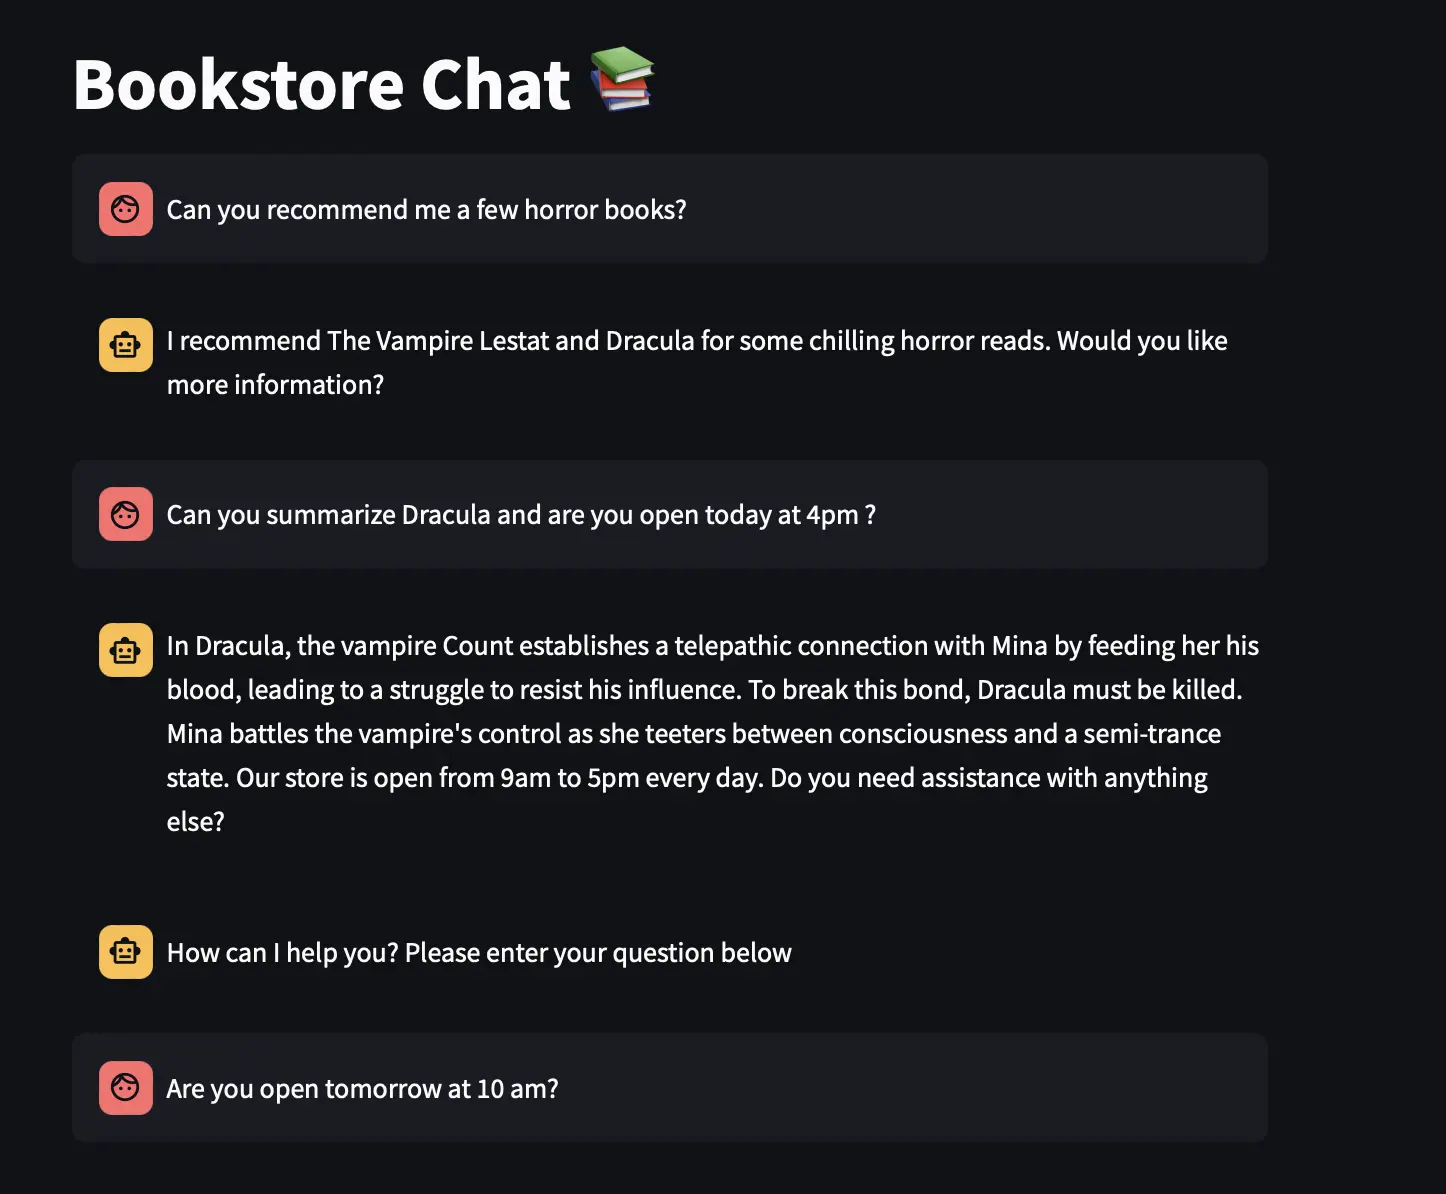 Bookstore Chat 📚
Can you recommend me a few horror books?
I recommend The Vampire Lestat and Dracula for some chilling horror reads. Would you like
more information?
Can you summarize Dracula and are you open today at 4pm ?
In Dracula, the vampire Count establishes a telepathic connection with Mina by feeding her his
blood, leading to a struggle to resist his influence. To break this bond, Dracula must be killed.
Mina battles the vampire's control as she teeters between consciousness and a semi-trance
state. Our store is open from 9am to 5pm every day. Do you need assistance with anything
else?
How can I help you? Please enter your question below
Are you open tomorrow at 10 am?